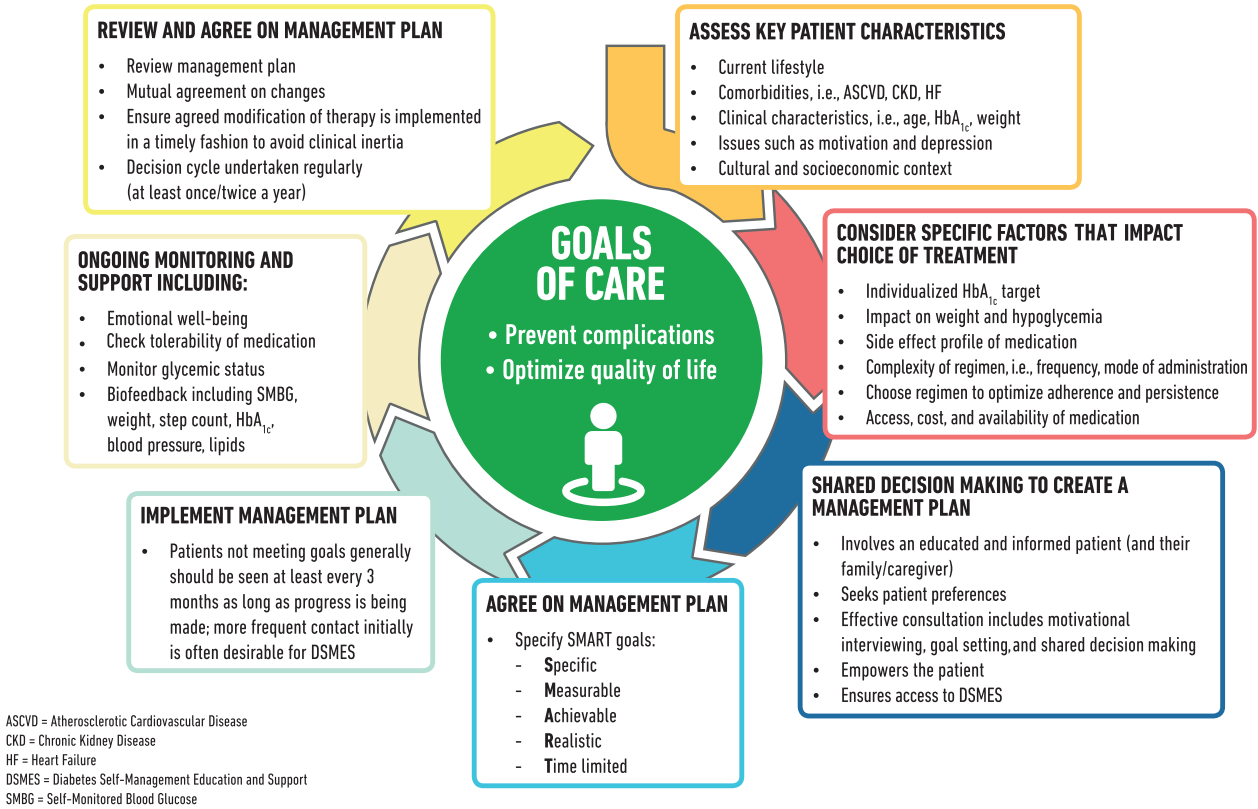 ASSESS KEY PATIENT CHARACTERISTICS
• Current lifestyle
• Comorbidities, i.e., ASCVD, CKD, HF
• Clinical characteristics, i.e., age, HbA1c, weight
• Issues such as motivation and depression
• Cultural and socioeconomic context
CONSIDER SPECIFIC FACTORS THAT IMPACT
CHOICE OF TREATMENT
• Individualized HbA1c target
• Impact on weight and hypoglycemia
• Side effect profile of medication
• Complexity of regimen, i.e., frequency, mode of administration
• Choose regimen to optimize adherence and persistence
• Access, cost, and availability of medication
SHARED DECISION MAKING TO CREATE A
MANAGEMENT PLAN
• Involves an educated and informed patient (and their
family/caregiver)
• Seeks patient preferences
• Effective consultation includes motivational
interviewing, goal setting,and shared decision making
• Empowers the patient
• Ensures access to DSMES
AGREE ON MANAGEMENT PLAN
• Specify SMART goals:
- Specific
- Measurable
- Achievable
- Realistic
- Time limited
IMPLEMENT MANAGEMENT PLAN
• Patients not meeting goals generally
should be seen at least every 3
months as long as progress is being
made; more frequent contact initially
is often desirable for DSMES
ONGOING MONITORING AND
SUPPORT INCLUDING:
• Emotional well-being
• Check tolerability of medication
• Monitor glycemic status
• Biofeedback including SMBG,
weight, step count, HbA1c,
blood pressure, lipids
REVIEW AND AGREE ON MANAGEMENT PLAN
• Review management plan
• Mutual agreement on changes
• Ensure agreed modification of therapy is implemented
in a timely fashion to avoid clinical inertia
• Decision cycle undertaken regularly
(at least once/twice a year)
GOALS
OF CARE
• Prevent complications
• Optimize quality of life
ASCVD = Atherosclerotic Cardiovascular Disease
CKD = Chronic Kidney Disease
HF = Heart Failure
DSMES = Diabetes Self-Management Education and Support
SMBG = Self-Monitored Blood Glucose